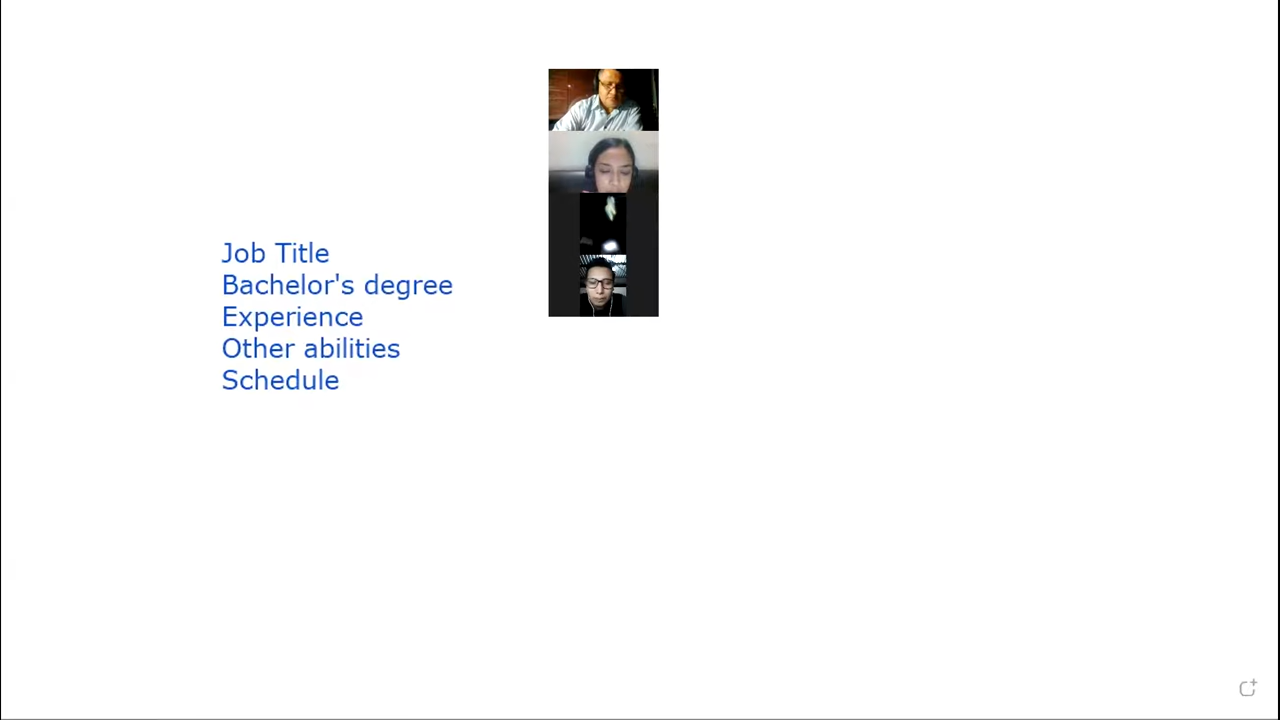 Job Title
Bachelor's degree
Experience
Other abilities
Schedule